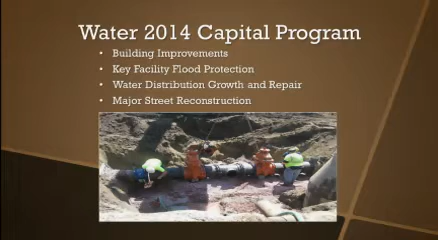 Water 2014 Capital Program
• Building Improvements
• Key Facility Flood Protection
• Water Distribution Growth and Repair
• Major Street Reconstruction